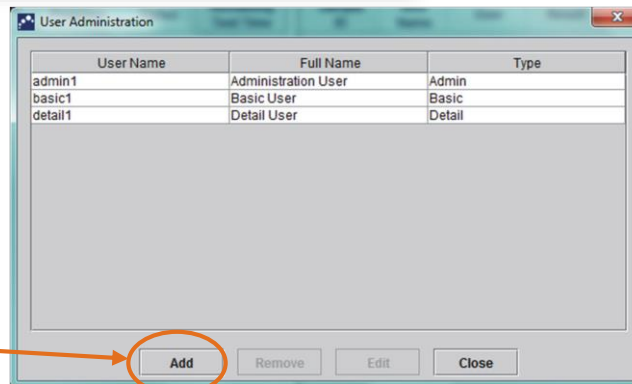 User Administration
User Name Full Name Type
admin1 Administration User Admin
basic1 Basic User Basic
detail1 Detail User Detail
Add Remove Edit Close